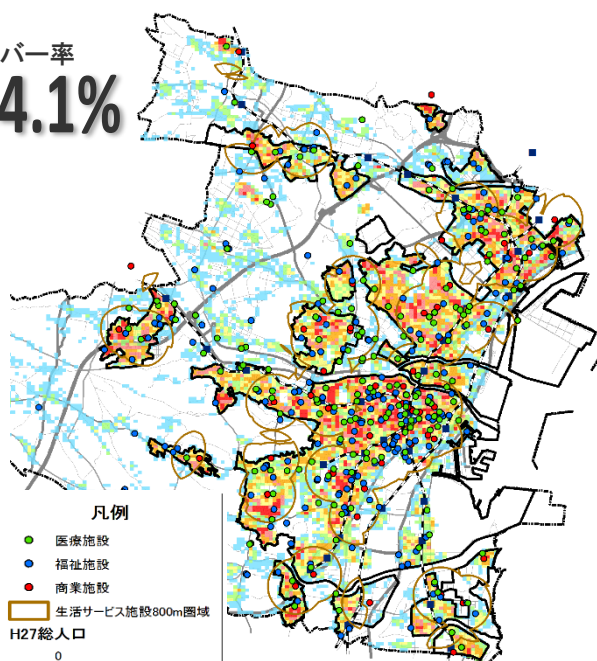 バー率
4.1%
凡例
医療施設
福祉施設
商業施設
生活サービス施設800m圏域
H27総人口
0